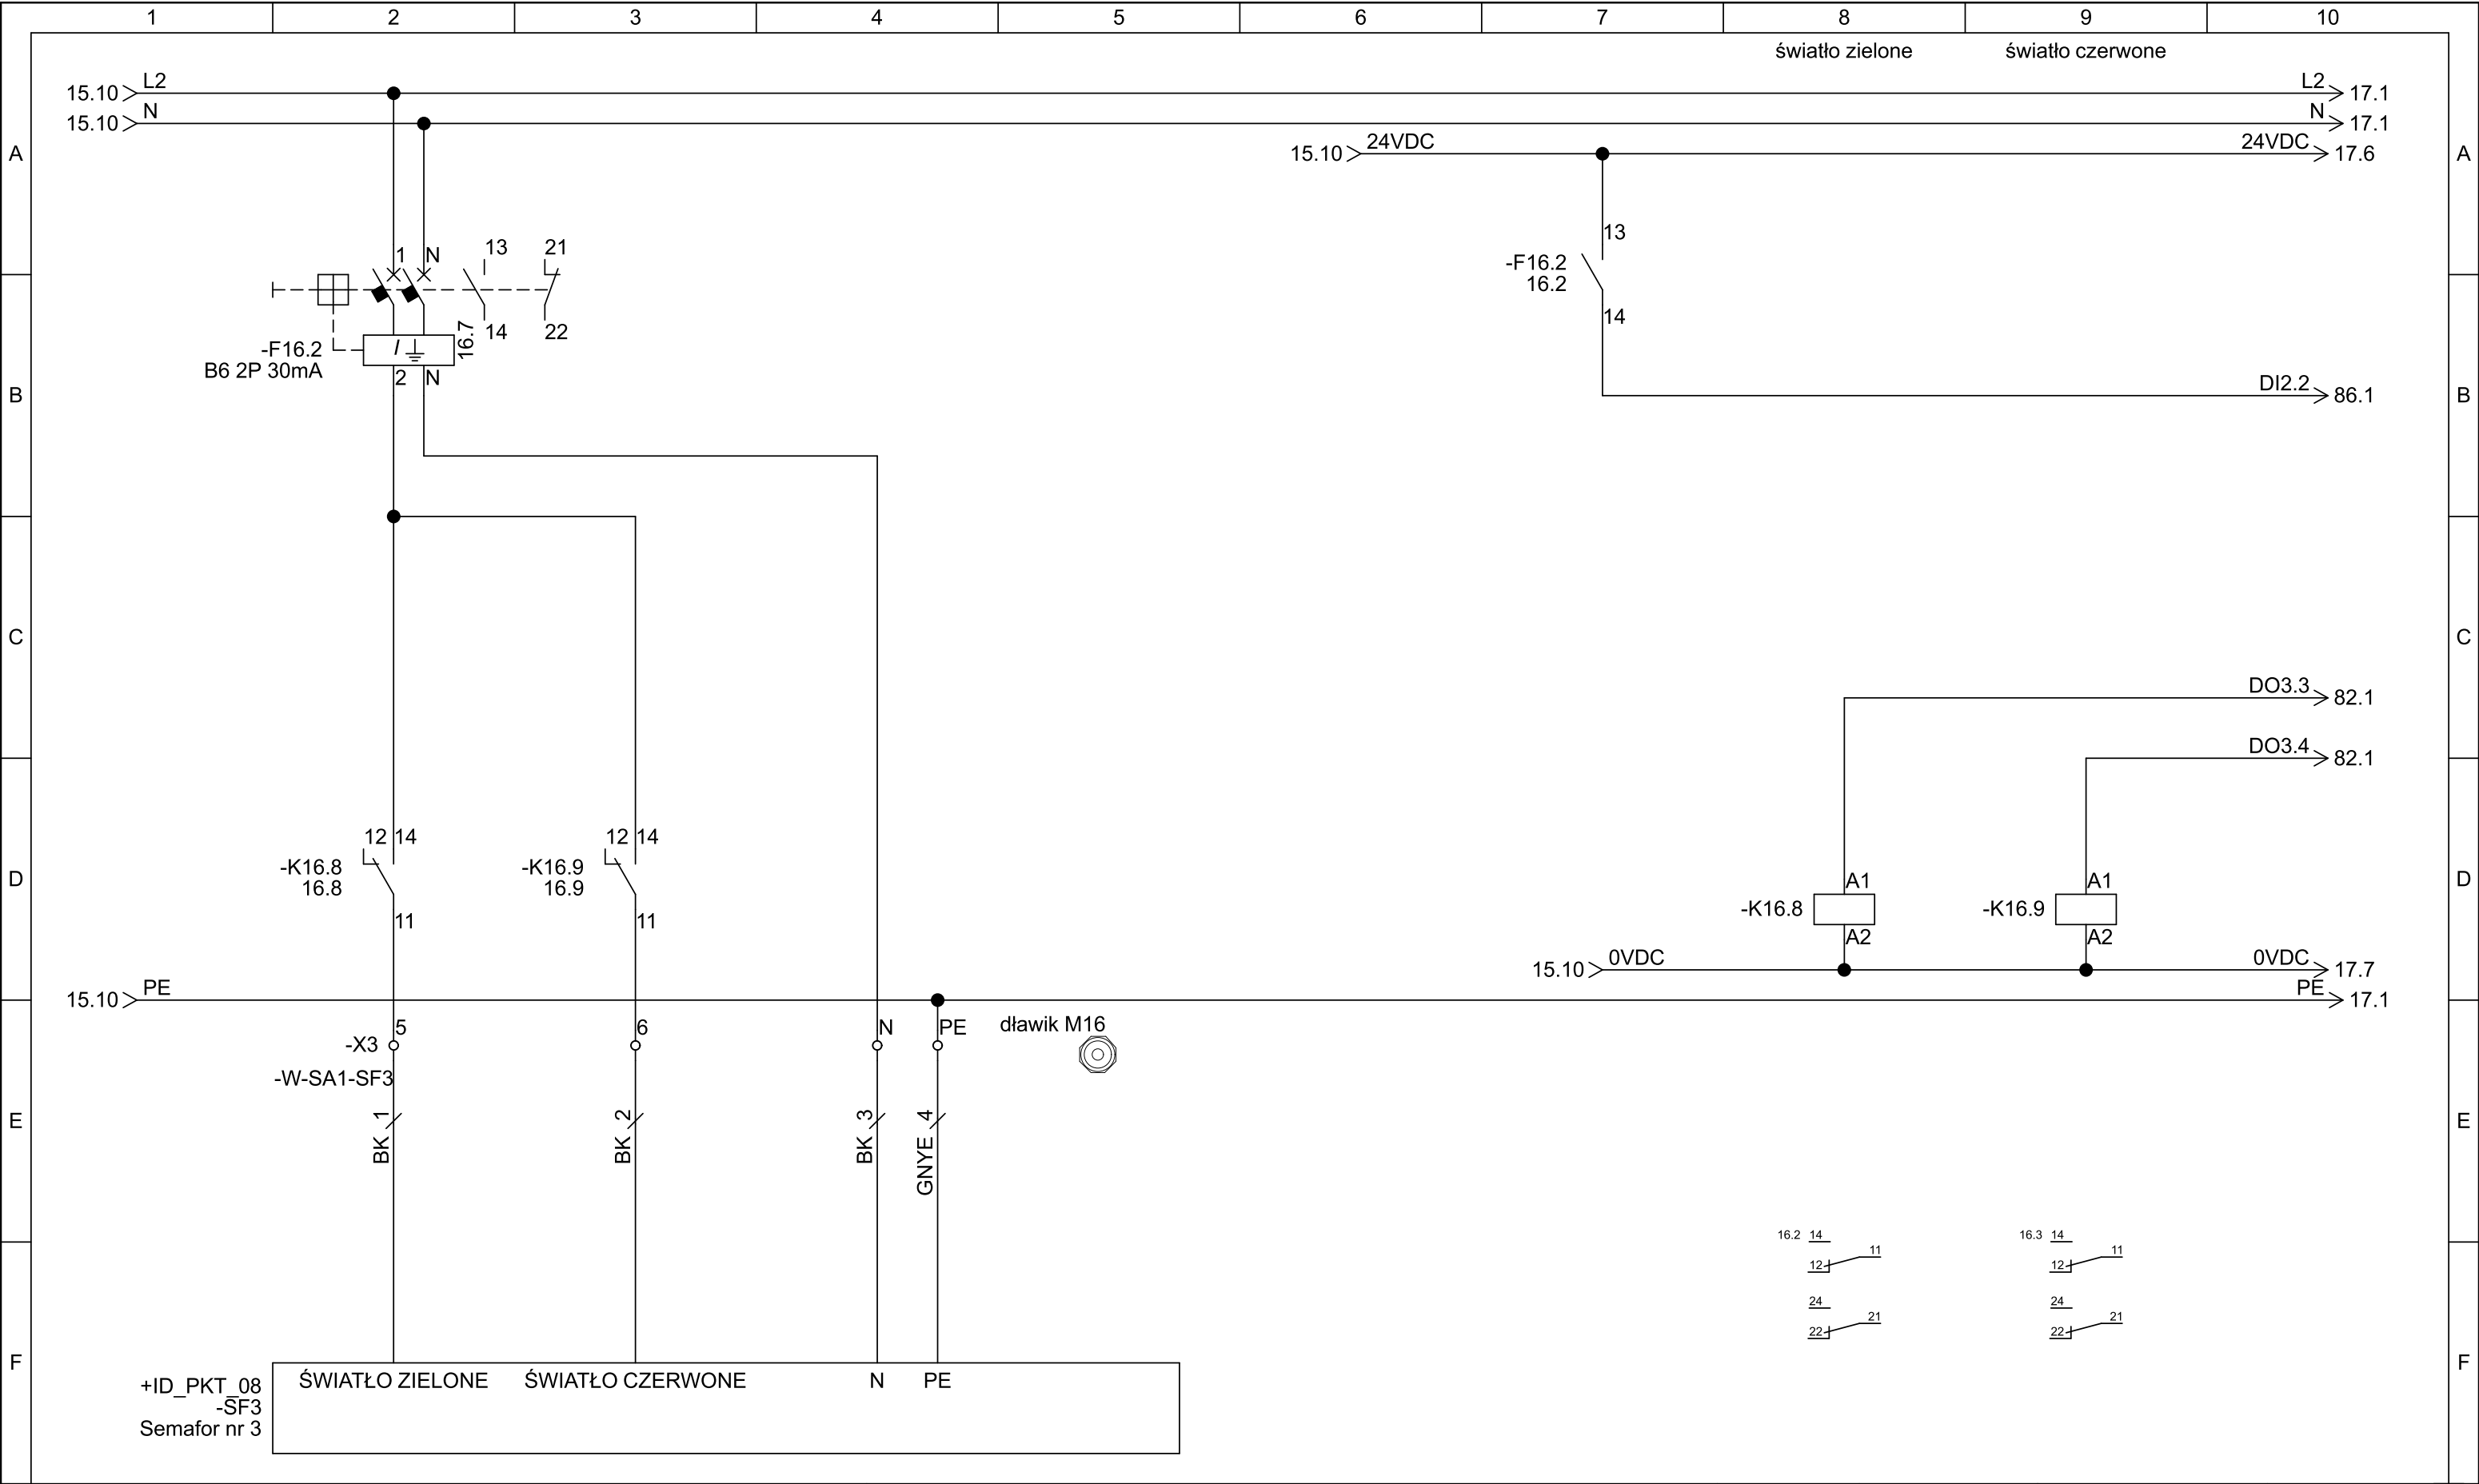 1 2 3 4 5 6 7 8 9 10
światło zielone światło czerwone
15.10 L2 L2 17.1
15.10 N N 17.1
15.10 24VDC 24VDC 17.6
A A
13
-F16.2
16.2
14
1 N 13 21
14 22
16.7
-F16.2
B6 2P 30mA
I
2 N
DI2.2 86.1
B B
C C
DO3.3 82.1
DO3.4 82.1
12 14
-K16.8
16.8
11
12 14
-K16.9
16.9
11
D D
A1
-K16.8
A2
A1
-K16.9
A2
15.10 0VDC 0VDC 17.7
15.10 PE PE 17.1
5 6 N PE
-X3
dławik M16
-W-SA1-SF3
BK 1
BK 2
BK 3
GNYE 4
E E
16.2 14
11
12
24
21
22
16.3 14
11
12
24
21
22
F F
+ID_PKT_08
-SF3
Semafor nr 3
ŚWIATŁO ZIELONE ŚWIATŁO CZERWONE N PE